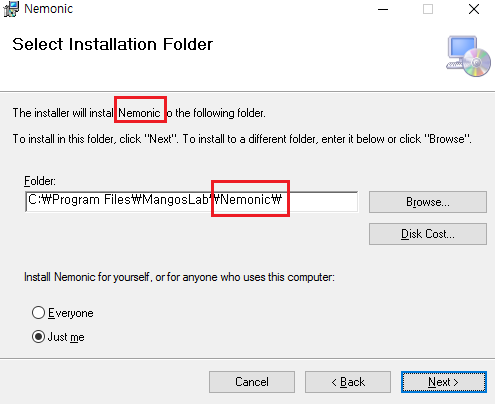 Nemonic
Select Installation Folder
The installer will install Nemonic to the following folder.
To install in this folder, click "Next". To install to a different folder, enter it below or click "Browse".
Folder:
C:₩Program Files₩MangosLab₩Nemonic₩
Browse...
Disk Cost...
Install Nemonic for yourself, or for anyone who uses this computer:
Everyone
Just me
Cancel
< Back
Next >